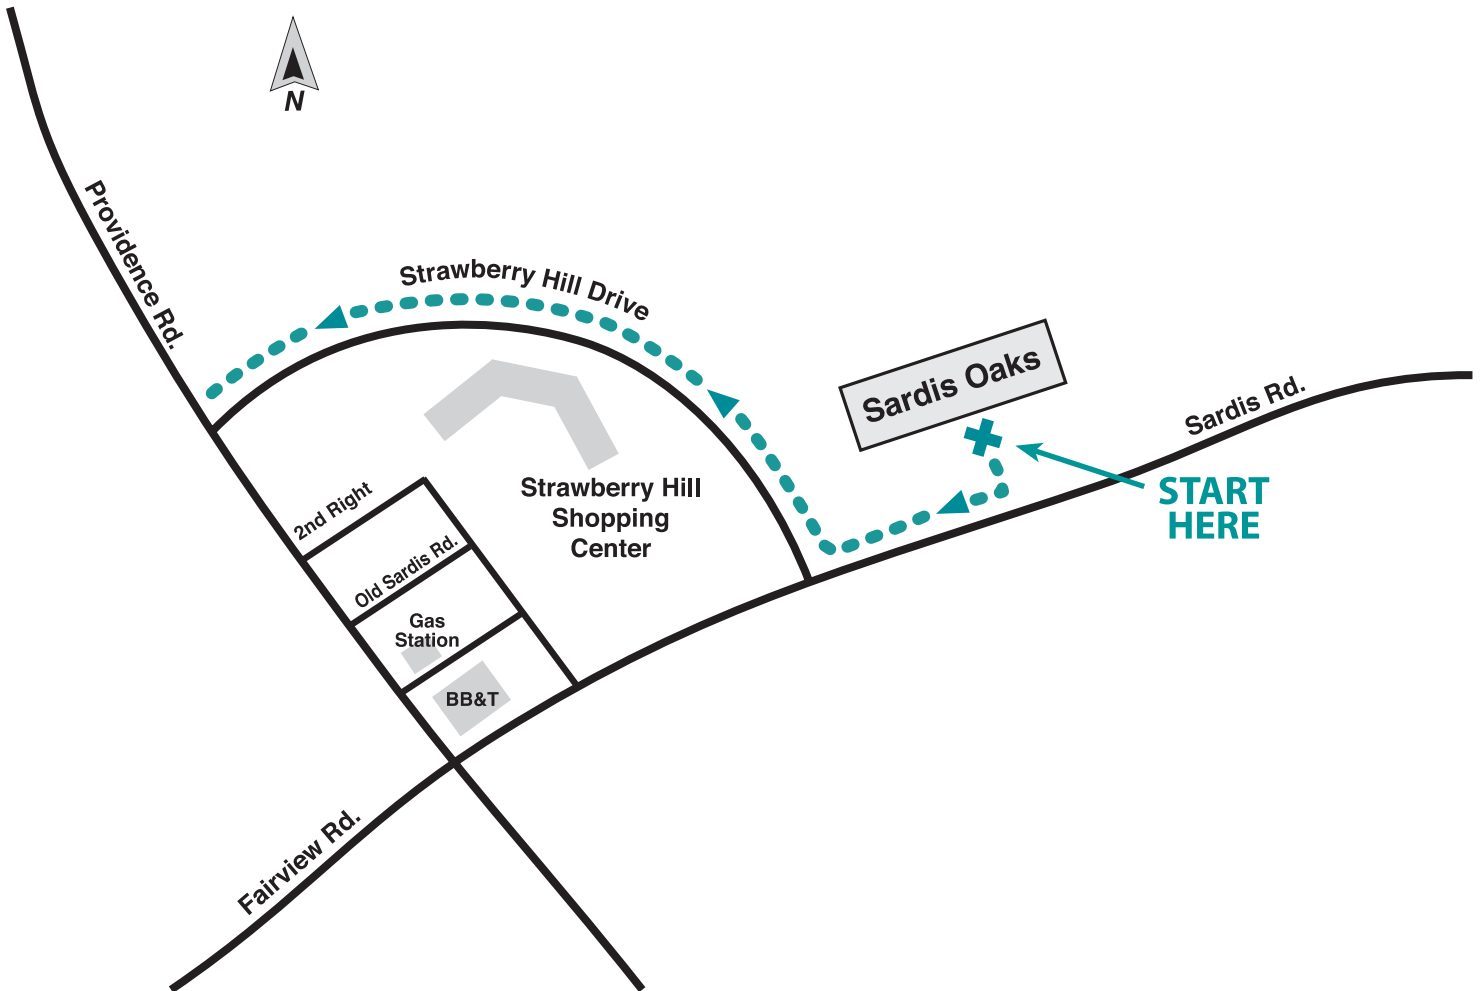 N
Providence Rd.
Strawberry Hill Drive
Sardis Oaks
Sardis Rd.
START
HERE
Strawberry Hill
Shopping
Center
2nd Right
Old Sardis Rd.
Gas
Station
BB&T
Fairview Rd.